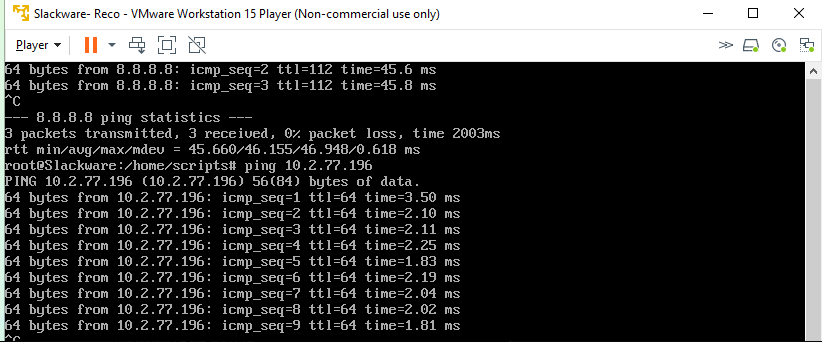 Slackware- Reco - VMware Workstation 15 Player (Non-commercial use only)
Player
64 bytes from 8.8.8.8: icmp_seq=2 ttl=112 time=45.6 ms
64 bytes from 8.8.8.8: icmp_seq=3 ttl=112 time=45.8 ms
^C
--- 8.8.8.8 ping statistics ---
3 packets transmitted, 3 received, 0% packet loss, time 2003ms
rtt min/avg/max/mdev = 45.660/46.155/46.948/0.618 ms
root@Slackware:/home/scripts# ping 10.2.77.196
PING 10.2.77.196 (10.2.77.196) 56(84) bytes of data.
64 bytes from 10.2.77.196: icmp_seq=1 ttl=64 time=3.50 ms
64 bytes from 10.2.77.196: icmp_seq=2 ttl=64 time=2.10 ms
64 bytes from 10.2.77.196: icmp_seq=3 ttl=64 time=2.11 ms
64 bytes from 10.2.77.196: icmp_seq=4 ttl=64 time=2.25 ms
64 bytes from 10.2.77.196: icmp_seq=5 ttl=64 time=1.83 ms
64 bytes from 10.2.77.196: icmp_seq=6 ttl=64 time=2.19 ms
64 bytes from 10.2.77.196: icmp_seq=7 ttl=64 time=2.04 ms
64 bytes from 10.2.77.196: icmp_seq=8 ttl=64 time=2.02 ms
64 bytes from 10.2.77.196: icmp_seq=9 ttl=64 time=1.81 ms
^C